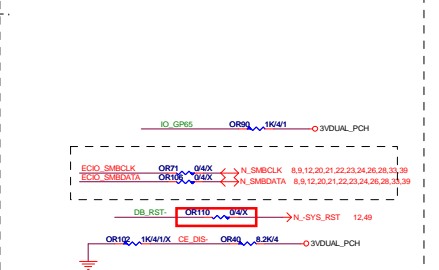 IO_GP65 OR90 1K/4/1 3VDUAL_PCH
ECIO_SMBCLK OR71 0/4/X N_SMBCLK 8,9,12,20,21,22,23,24,26,28,33,39
ECIO_SMBDATA OR106 0/4/X N_SMBDATA 8,9,12,20,21,22,23,24,26,28,33,39
DB_RST- OR110 0/4/X N_-SYS_RST 12,49
OR102 1K/4/1/X CE_DIS- OR40 8.2K/4 3VDUAL_PCH